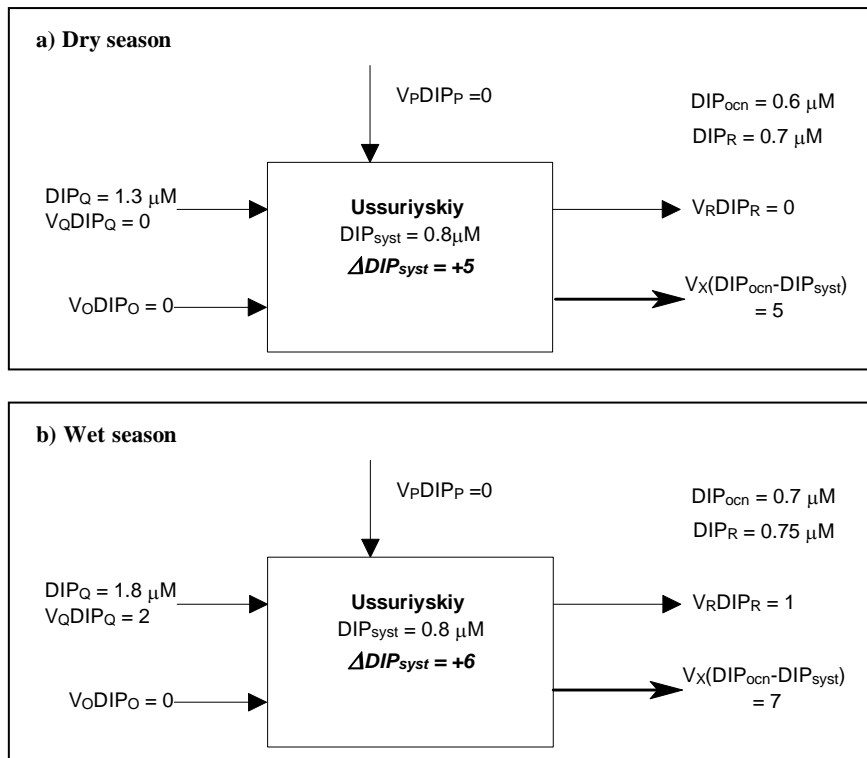 a) Dry season
VPDIPP =0
DIPocn = 0.6 μM
DIPR = 0.7 μM
DIPQ = 1.3 μM
VQDIPQ = 0
Ussuriyskiy
DIPsyst = 0.8μM
ΔDIPsyst = +5
VRDIPR = 0
VODIPO = 0
VX(DIPocn-DIPsyst)
= 5
b) Wet season
VPDIPP =0
DIPocn = 0.7 μM
DIPR = 0.75 μM
DIPQ = 1.8 μM
VQDIPQ = 2
Ussuriyskiy
DIPsyst = 0.8 μM
ΔDIPsyst = +6
VRDIPR = 1
VODIPO = 0
VX(DIPocn-DIPsyst)
= 7